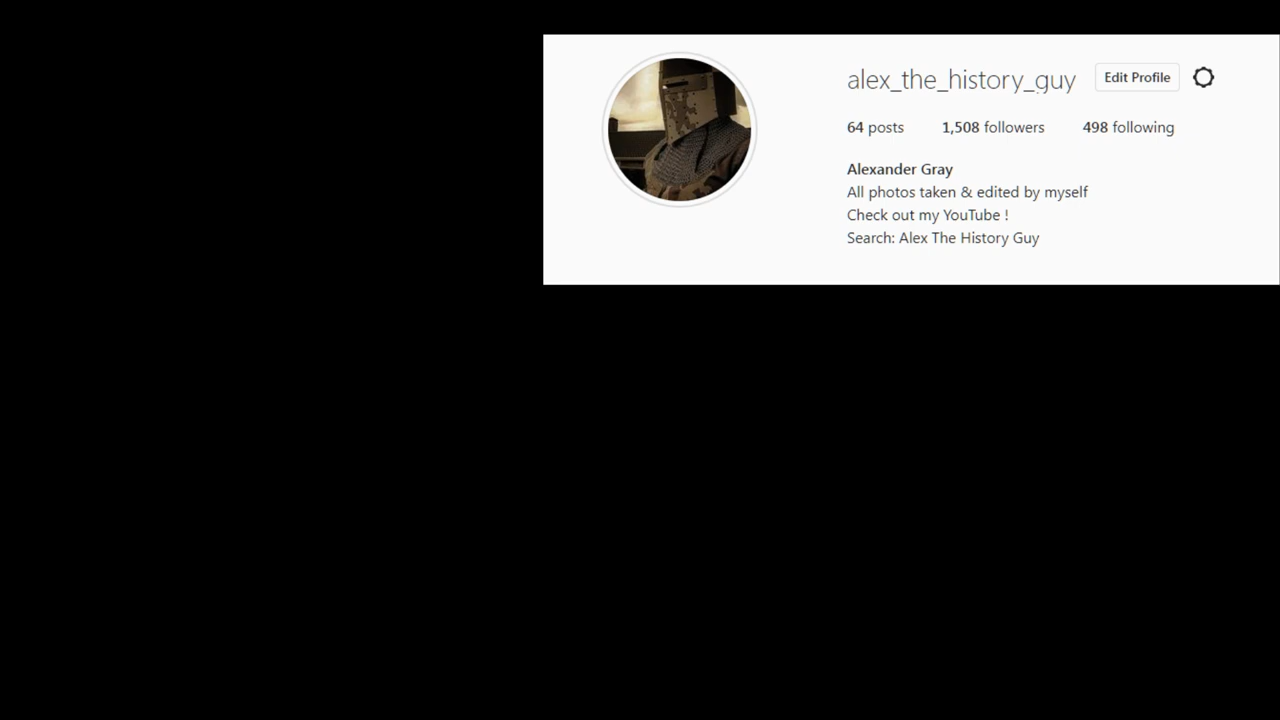 alex_the_history_guy Edit Profile
64 posts 1,508 followers 498 following
Alexander Gray
All photos taken & edited by myself
Check out my YouTube !
Search: Alex The History Guy